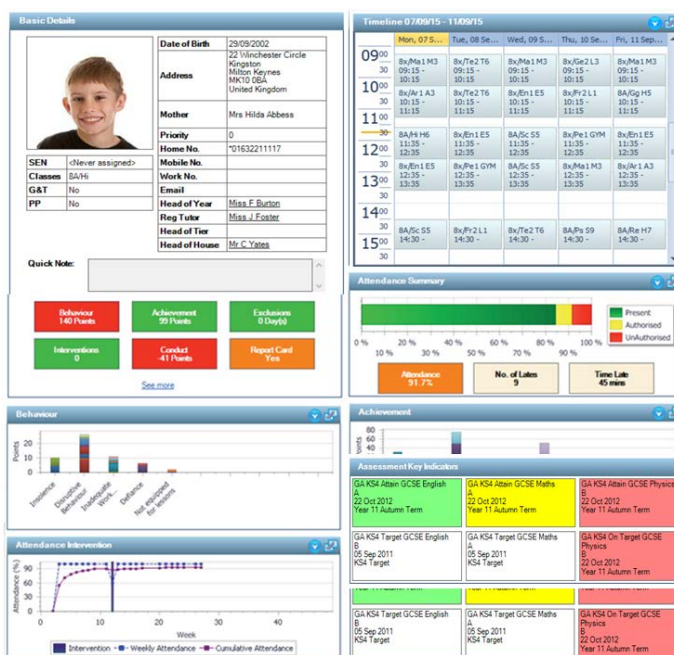 Basic Details
Date of Birth 29/09/2002
Address 22 Winchester Circle
Kingston
Milton Keynes
MK10 0BA
United Kingdom
Mother Mrs Hilda Abbess
Priority 0
Home No. *01632211117
Mobile No.
Work No.
Email
Head of Year Miss F Burton
Reg Tutor Miss J Foster
Head of Tier
Head of House Mr C Yates
SEN <Never assigned>
Classes 8A/Hi
G&T No
PP No
Quick Note:
Behaviour
140 Points
Achievement
99 Points
Exclusions
0 Day(s)
Interventions
0
Conduct
-41 Points
Report Card
Yes
See more
Timeline 07/09/15 - 11/09/15
Mon, 07 S... Tue, 08 Se... Wed, 09 S... Thu, 10 Se... Fri, 11 Sep...
09 00
30
8x/Ma1 M3 8x/Te2 T6 8x/Ma1 M3 8x/Ge2 L3 8x/Ma1 M3
09:15 - 09:15 - 09:15 - 09:15 - 09:15 -
10:15 10:15 10:15 10:15 10:15
10 00
30
8x/Ar1 A3 8x/Te2 T6 8x/En1 E5 8x/Fr2 L1 8A/Gg H5
10:15 - 10:15 - 10:15 - 10:15 - 10:15 -
11:15 11:15 11:15 11:15 11:15
11 00
30
8A/Hi H6 8x/En1 E5 8A/Sc S5 8x/Pe1 GYM 8x/En1 E5
11:35 - 11:35 - 11:35 - 11:35 - 11:35 -
12:35 12:35 12:35 12:35 12:35
12 00
30
8x/En1 E5 8x/Pe1 GYM 8A/Sc S5 8x/Ma1 M3 8x/Ar1 A3
12:35 - 12:35 - 12:35 - 12:35 - 12:35 -
13:35 13:35 13:35 13:35 13:35
13 00
30
14 00
30
8A/Sc S5 8x/Fr2 L1 8x/Te2 T6 8A/Ps S9 8A/Re H7
14:30 - 14:30 - 14:30 - 14:30 - 14:30 -
15 00
30
Attendance Summary
Present
Authorised
UnAuthorised
0 % 20 % 40 % 60 % 80 % 100 %
10 % 30 % 50 % 70 % 90 %
Attendance
91.7%
No. of Lates
9
Time Late
45 mins
Behaviour
Points
20
10
0
Insolence
Disruptive Behaviour
Inadequate Work...
Defiance
Not equipped for lessons
Achievement
80
60
40
Assessment Key Indicators
GA KS4 Attain GCSE English
A
22 Oct 2012
Year 11 Autumn Term
GA KS4 Attain GCSE Maths
A
22 Oct 2012
Year 11 Autumn Term
GA KS4 Attain GCSE Physics
B
22 Oct 2012
Year 11 Autumn Term
GA KS4 Target GCSE English
B
05 Sep 2011
KS4 Target
GA KS4 Target GCSE Maths
A
05 Sep 2011
KS4 Target
GA KS4 On Target GCSE
Physics
B
22 Oct 2012
Year 11 Autumn Term
GA KS4 Target GCSE English
B
05 Sep 2011
KS4 Target
GA KS4 Target GCSE Maths
A
05 Sep 2011
KS4 Target
GA KS4 On Target GCSE
Physics
B
22 Oct 2012
Year 11 Autumn Term
Attendance Intervention
Attendance (%)
90
60
30
0
0 10 20 30 40
Week
Intervention Weekly Attendance Cumulative Attendance